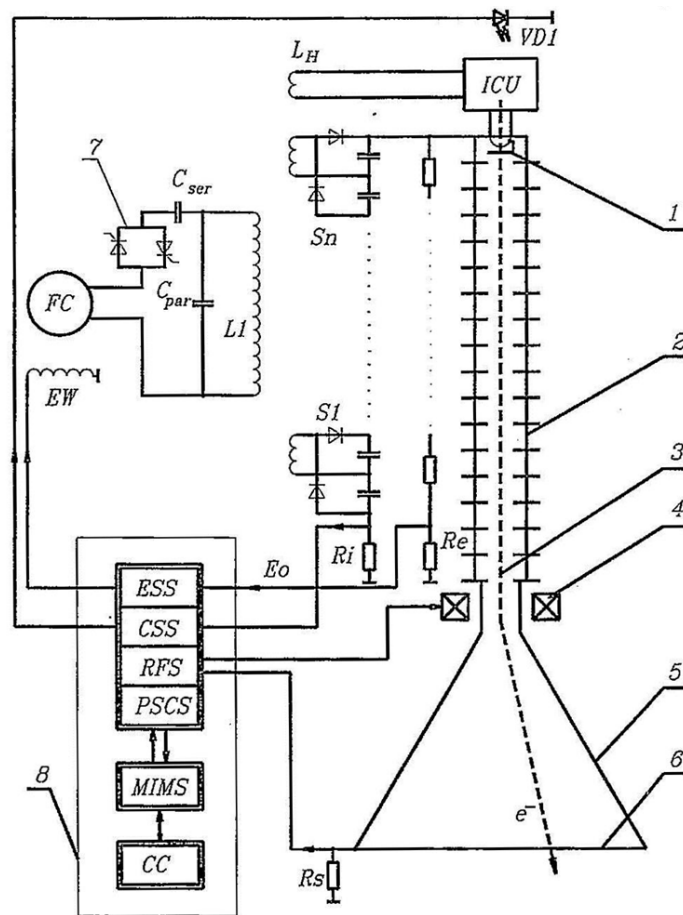 VD1
L_H
ICU
7
C_ser
Sn
1
FC
C_par
L1
2
EW
S1
3
4
Ri
Re
Eo
ESS
CSS
RFS
PSCS
5
6
8
MIMS
e⁻
CC
Rs